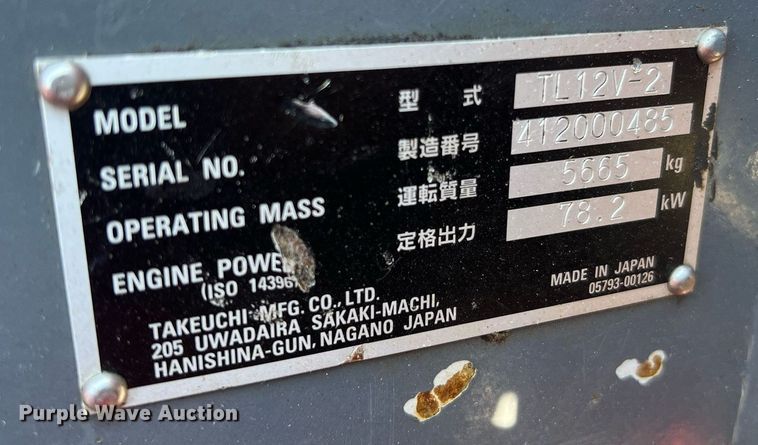 MODEL 型式 TL12V-2
SERIAL NO. 製造番号 412000485
OPERATING MASS 運転質量 5665 kg
ENGINE POWER 定格出力 78.2 kW
(ISO 14396)
TAKEUCHI MFG. CO., LTD.
205 UWADAIRA SAKAKI-MACHI,
HANISHINA-GUN, NAGANO JAPAN
MADE IN JAPAN
05793-00126
Purple Wave Auction